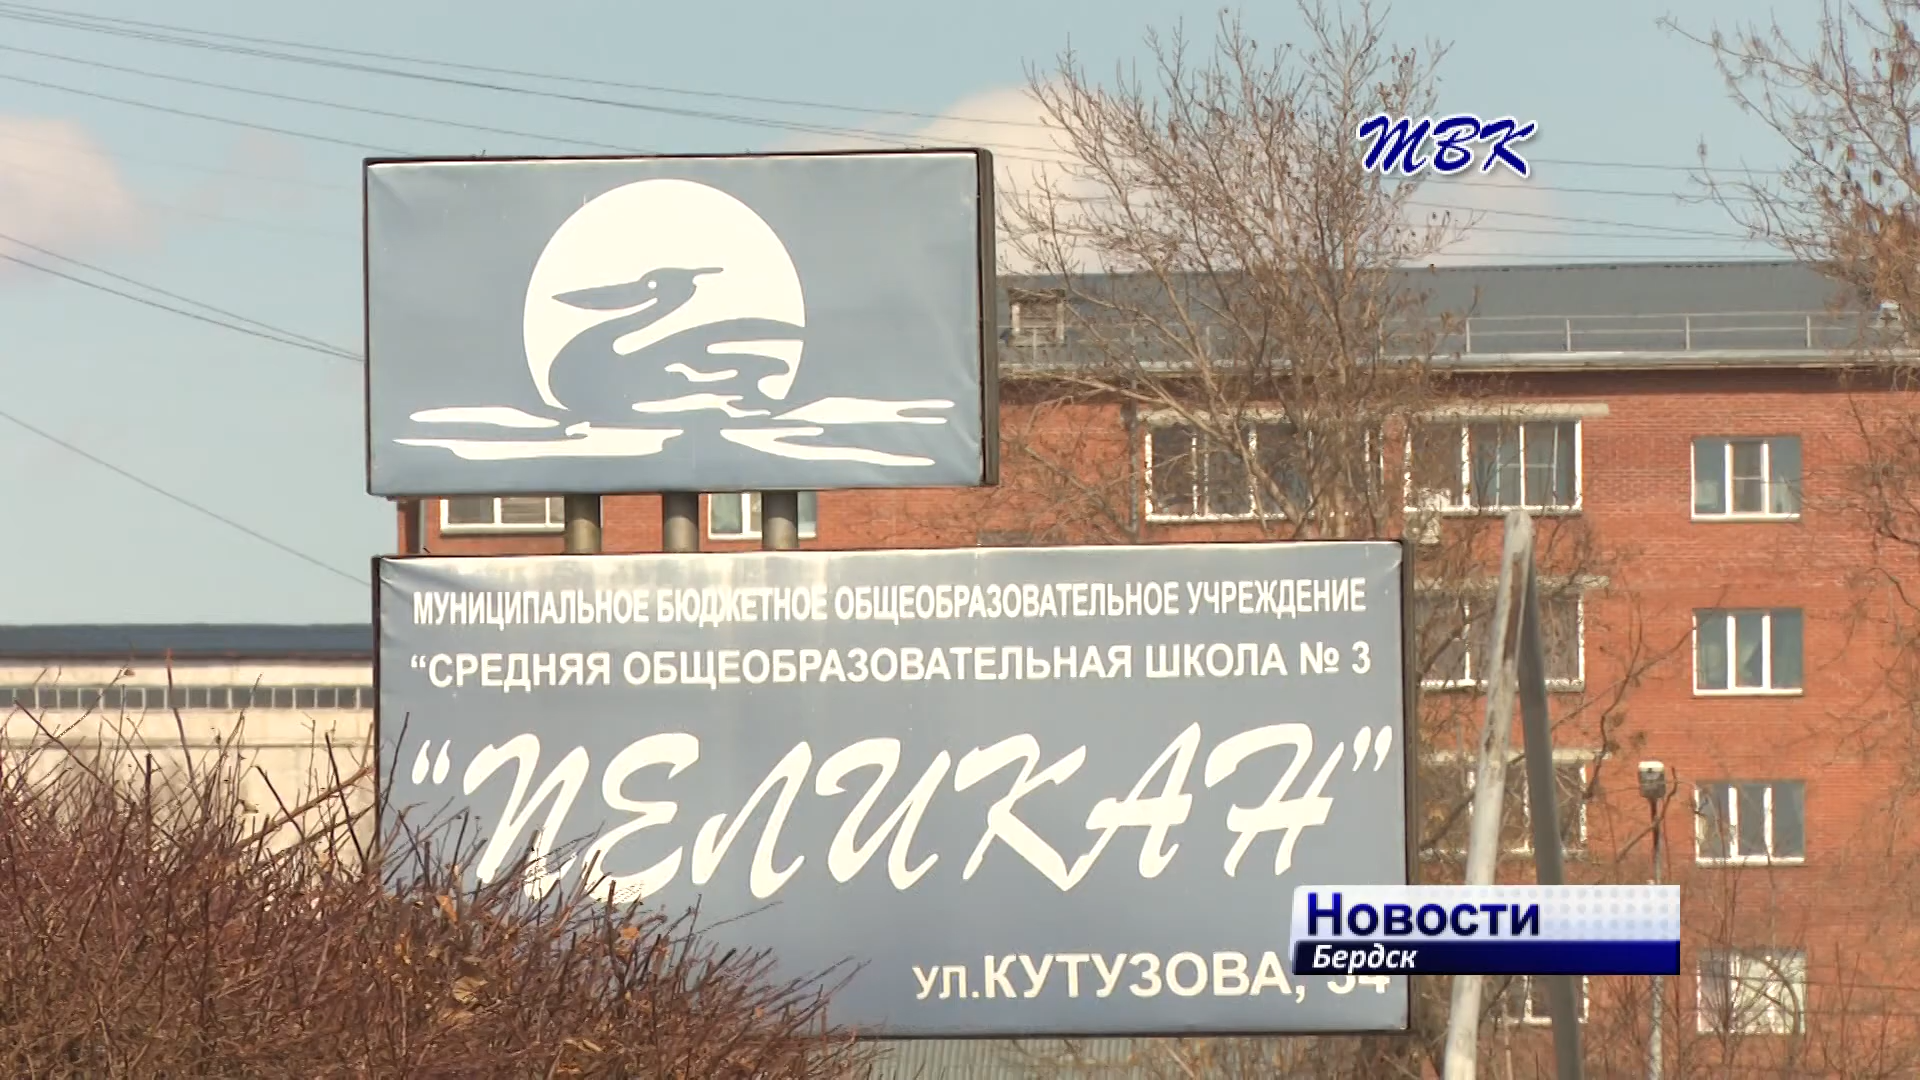 ТВК
МУНИЦИПАЛЬНОЕ БЮДЖЕТНОЕ ОБЩЕОБРАЗОВАТЕЛЬНОЕ УЧРЕЖДЕНИЕ
“СРЕДНЯЯ ОБЩЕОБРАЗОВАТЕЛЬНАЯ ШКОЛА № 3
“ПЕЛИКАН”
УЛ.КУТУЗОВА,
Новости
Бердск